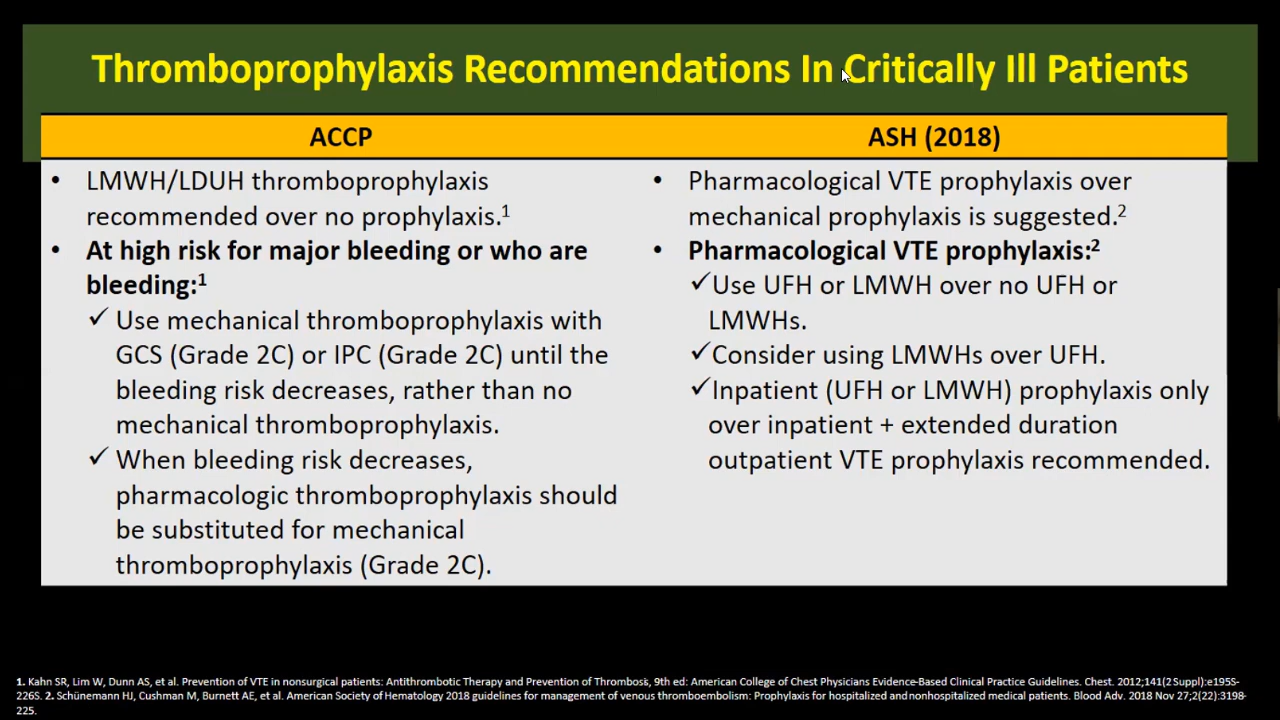 Thromboprophylaxis Recommendations In Critically Ill Patients
ACCP
• LMWH/LDUH thromboprophylaxis
recommended over no prophylaxis.1
• At high risk for major bleeding or who are
bleeding:1
✓ Use mechanical thromboprophylaxis with
GCS (Grade 2C) or IPC (Grade 2C) until the
bleeding risk decreases, rather than no
mechanical thromboprophylaxis.
✓ When bleeding risk decreases,
pharmacologic thromboprophylaxis should
be substituted for mechanical
thromboprophylaxis (Grade 2C).
ASH (2018)
• Pharmacological VTE prophylaxis over
mechanical prophylaxis is suggested.2
• Pharmacological VTE prophylaxis:2
✓Use UFH or LMWH over no UFH or
LMWHs.
✓Consider using LMWHs over UFH.
✓Inpatient (UFH or LMWH) prophylaxis only
over inpatient + extended duration
outpatient VTE prophylaxis recommended.
1. Kahn SR, Lim W, Dunn AS, et al. Prevention of VTE in nonsurgical patients: Antithrombotic Therapy and Prevention of Thrombosis, 9th ed: American College of Chest Physicians Evidence-Based Clinical Practice Guidelines. Chest. 2012;141(2 Suppl):e195S-
226S. 2. Schünemann HJ, Cushman M, Burnett AE, et al. American Society of Hematology 2018 guidelines for management of venous thromboembolism: Prophylaxis for hospitalized and nonhospitalized medical patients. Blood Adv. 2018 Nov 27;2(22):3198-
225.